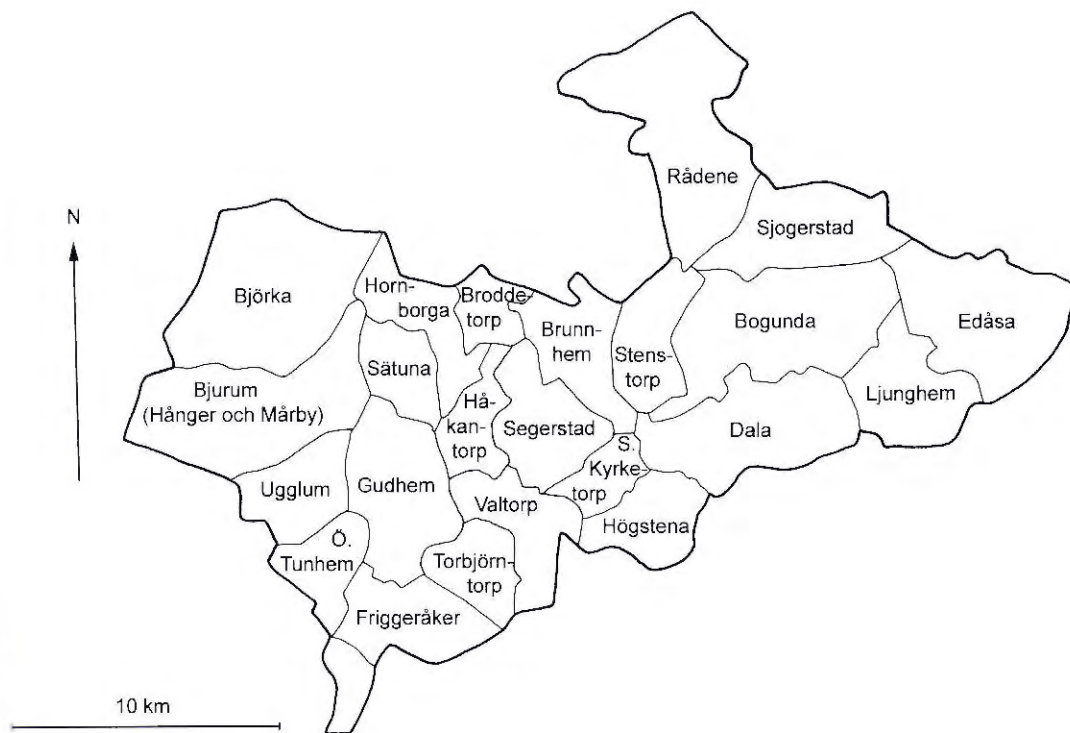 Rådene
N
Sjogerstad
Björka
Horn-
borga
Brodde-
torp
Brunn-
hem
Bogunda
Edåsa
Stens-
torp
Sätuna
Bjurum
(Hånger och Mårby)
Ljunghem
Hå-
kan-
torp
Segerstad
Dala
S.
Kyrke-
torp
Ugglum
Gudhem
Valtorp
Högstena
Ö.
Tunhem
Torbjörn-
torp
Friggeråker
10 km